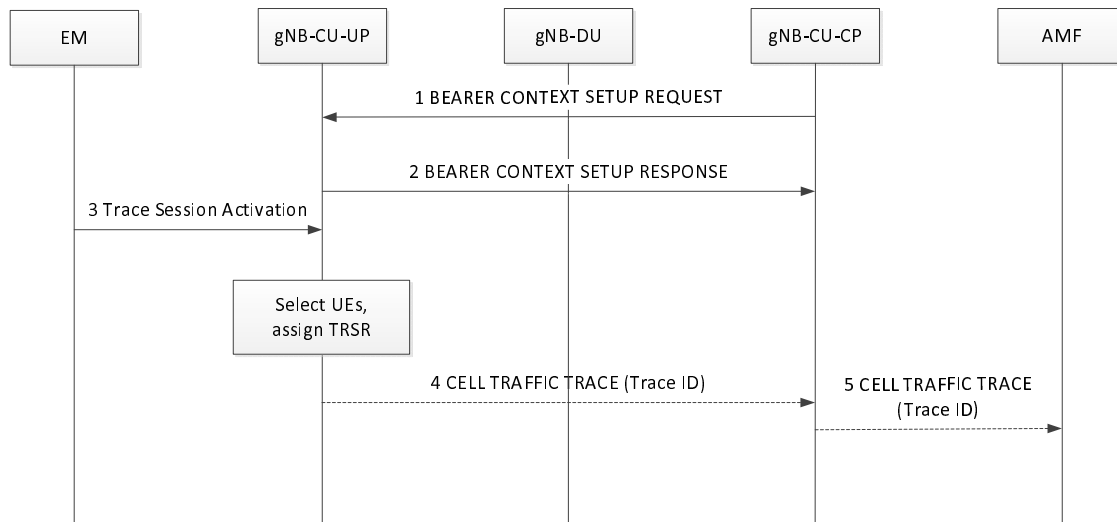 EM
gNB-CU-UP
gNB-DU
gNB-CU-CP
AMF
1 BEARER CONTEXT SETUP REQUEST
2 BEARER CONTEXT SETUP RESPONSE
3 Trace Session Activation
Select UEs,
assign TRSR
4 CELL TRAFFIC TRACE (Trace ID)
5 CELL TRAFFIC TRACE
(Trace ID)